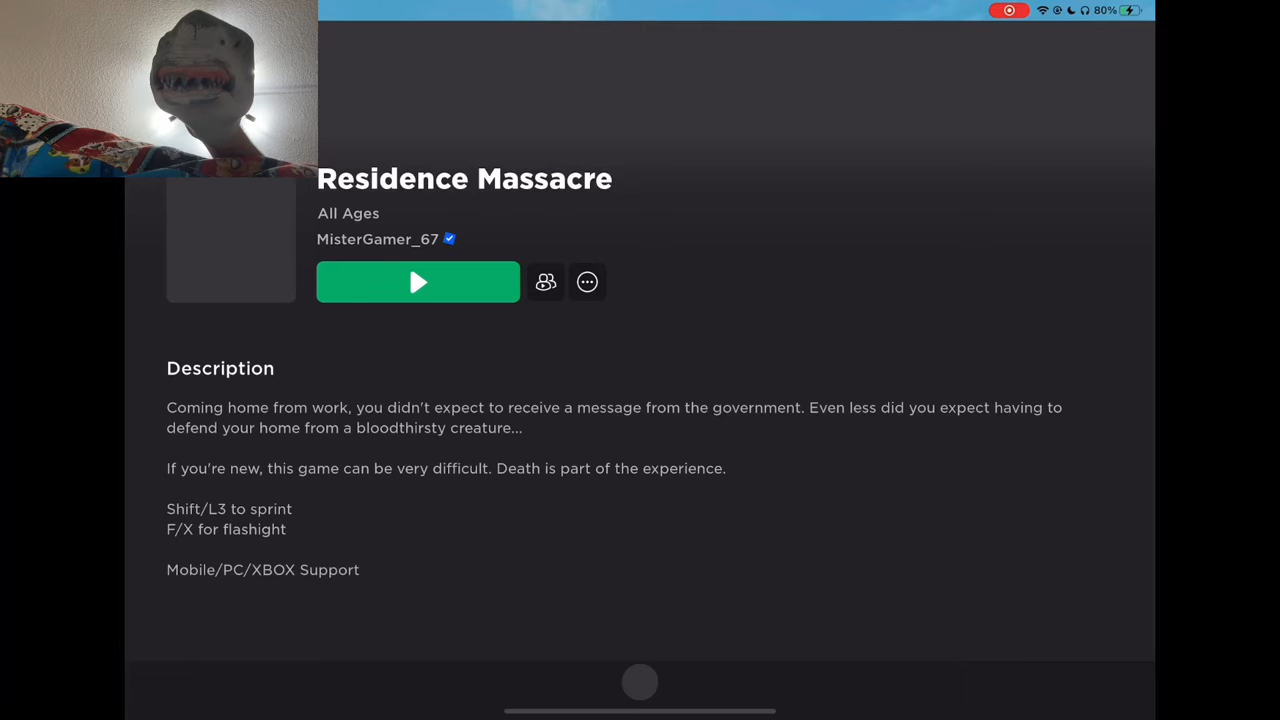 80%
Residence Massacre
All Ages
MisterGamer_67
Description
Coming home from work, you didn't expect to receive a message from the government. Even less did you expect having to
defend your home from a bloodthirsty creature...
If you're new, this game can be very difficult. Death is part of the experience.
Shift/L3 to sprint
F/X for flashight
Mobile/PC/XBOX Support